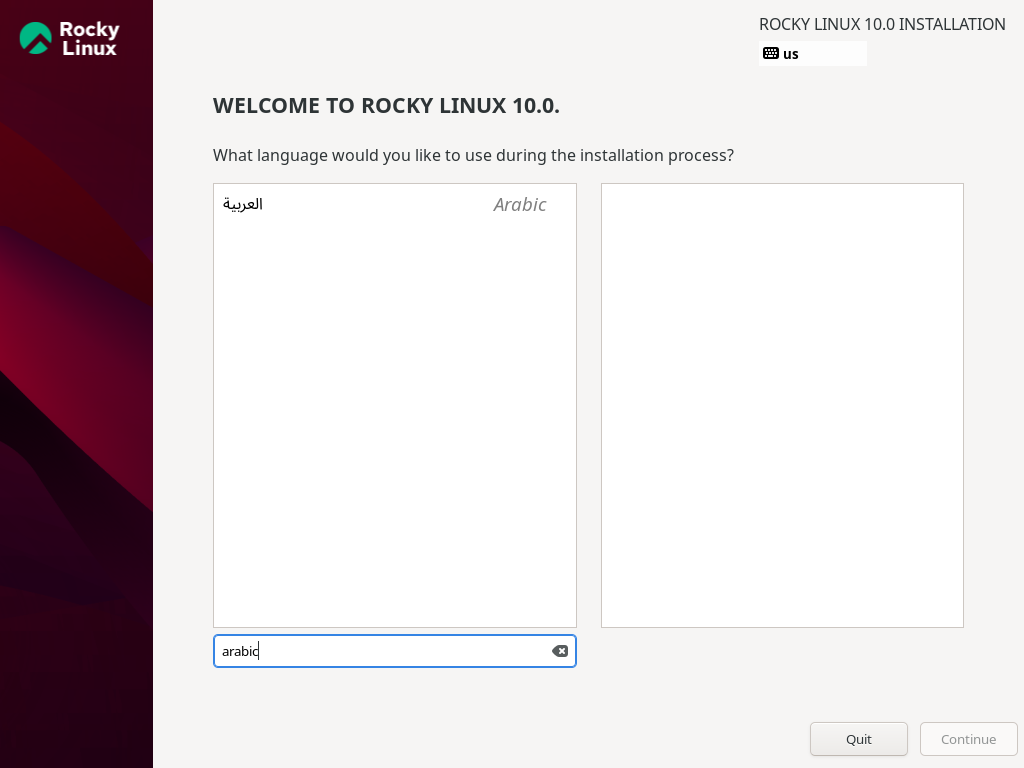 Rocky
Linux
ROCKY LINUX 10.0 INSTALLATION
us
WELCOME TO ROCKY LINUX 10.0.
What language would you like to use during the installation process?
العربية Arabic
arabic
Quit Continue